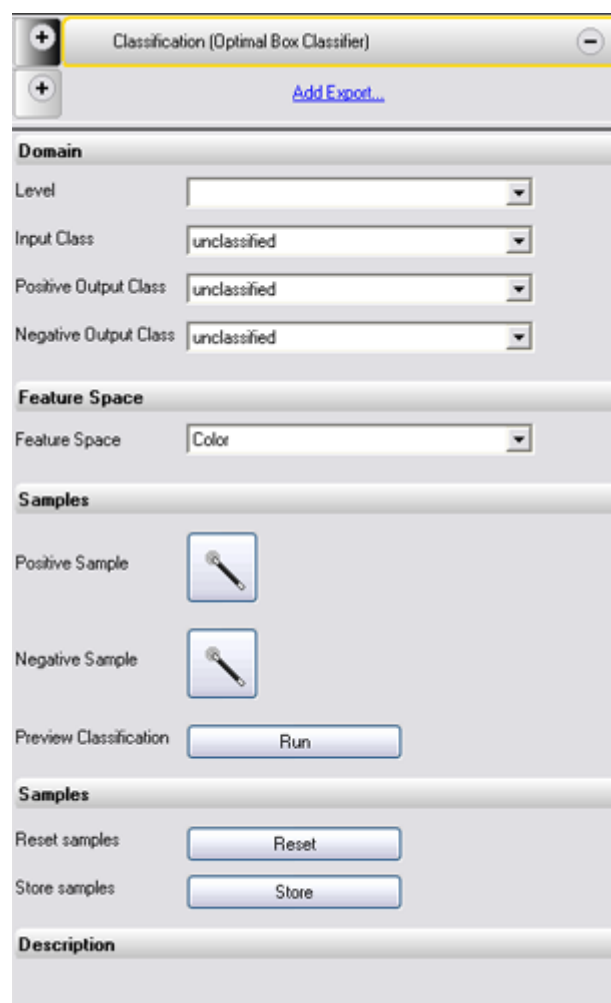 Classification (Optimal Box Classifier)
Add Export...
Domain
Level
Input Class unclassified
Positive Output Class unclassified
Negative Output Class unclassified
Feature Space
Feature Space Color
Samples
Positive Sample
Negative Sample
Preview Classification Run
Samples
Reset samples Reset
Store samples Store
Description